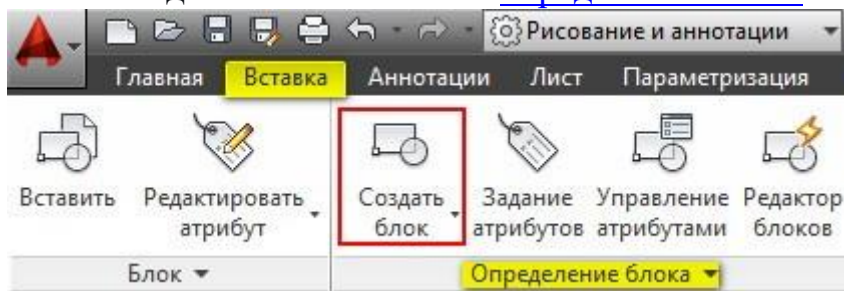 Рисование и аннотации
Главная Вставка Аннотации Лист Параметризация
Вставить Редактировать атрибут Создать блок Задание атрибутов Управление атрибутами Редактор блоков
Блок Определение блока